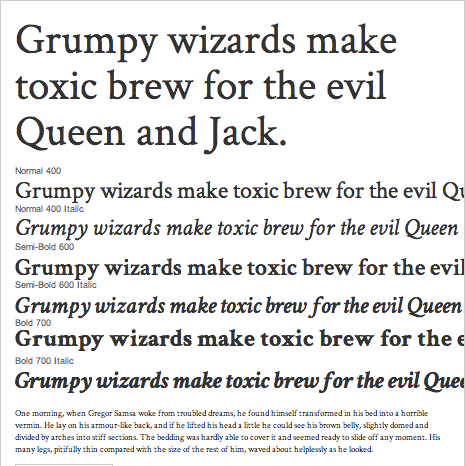 Grumpy wizards make
toxic brew for the evil
Queen and Jack.
Normal 400
Grumpy wizards make toxic brew for the evil Qu
Normal 400 Italic
Grumpy wizards make toxic brew for the evil Queen
Semi-Bold 600
Grumpy wizards make toxic brew for the evil
Semi-Bold 600 Italic
Grumpy wizards make toxic brew for the evil Queen
Bold 700
Grumpy wizards make toxic brew for the e
Bold 700 Italic
Grumpy wizards make toxic brew for the evil Quee
One morning, when Gregor Samsa woke from troubled dreams, he found himself transformed in his bed into a horrible
vermin. He lay on his armour-like back, and if he lifted his head a little he could see his brown belly, slightly domed and
divided by arches into stiff sections. The bedding was hardly able to cover it and seemed ready to slide off any moment. His
many legs, pitifully thin compared with the size of the rest of him, waved about helplessly as he looked.